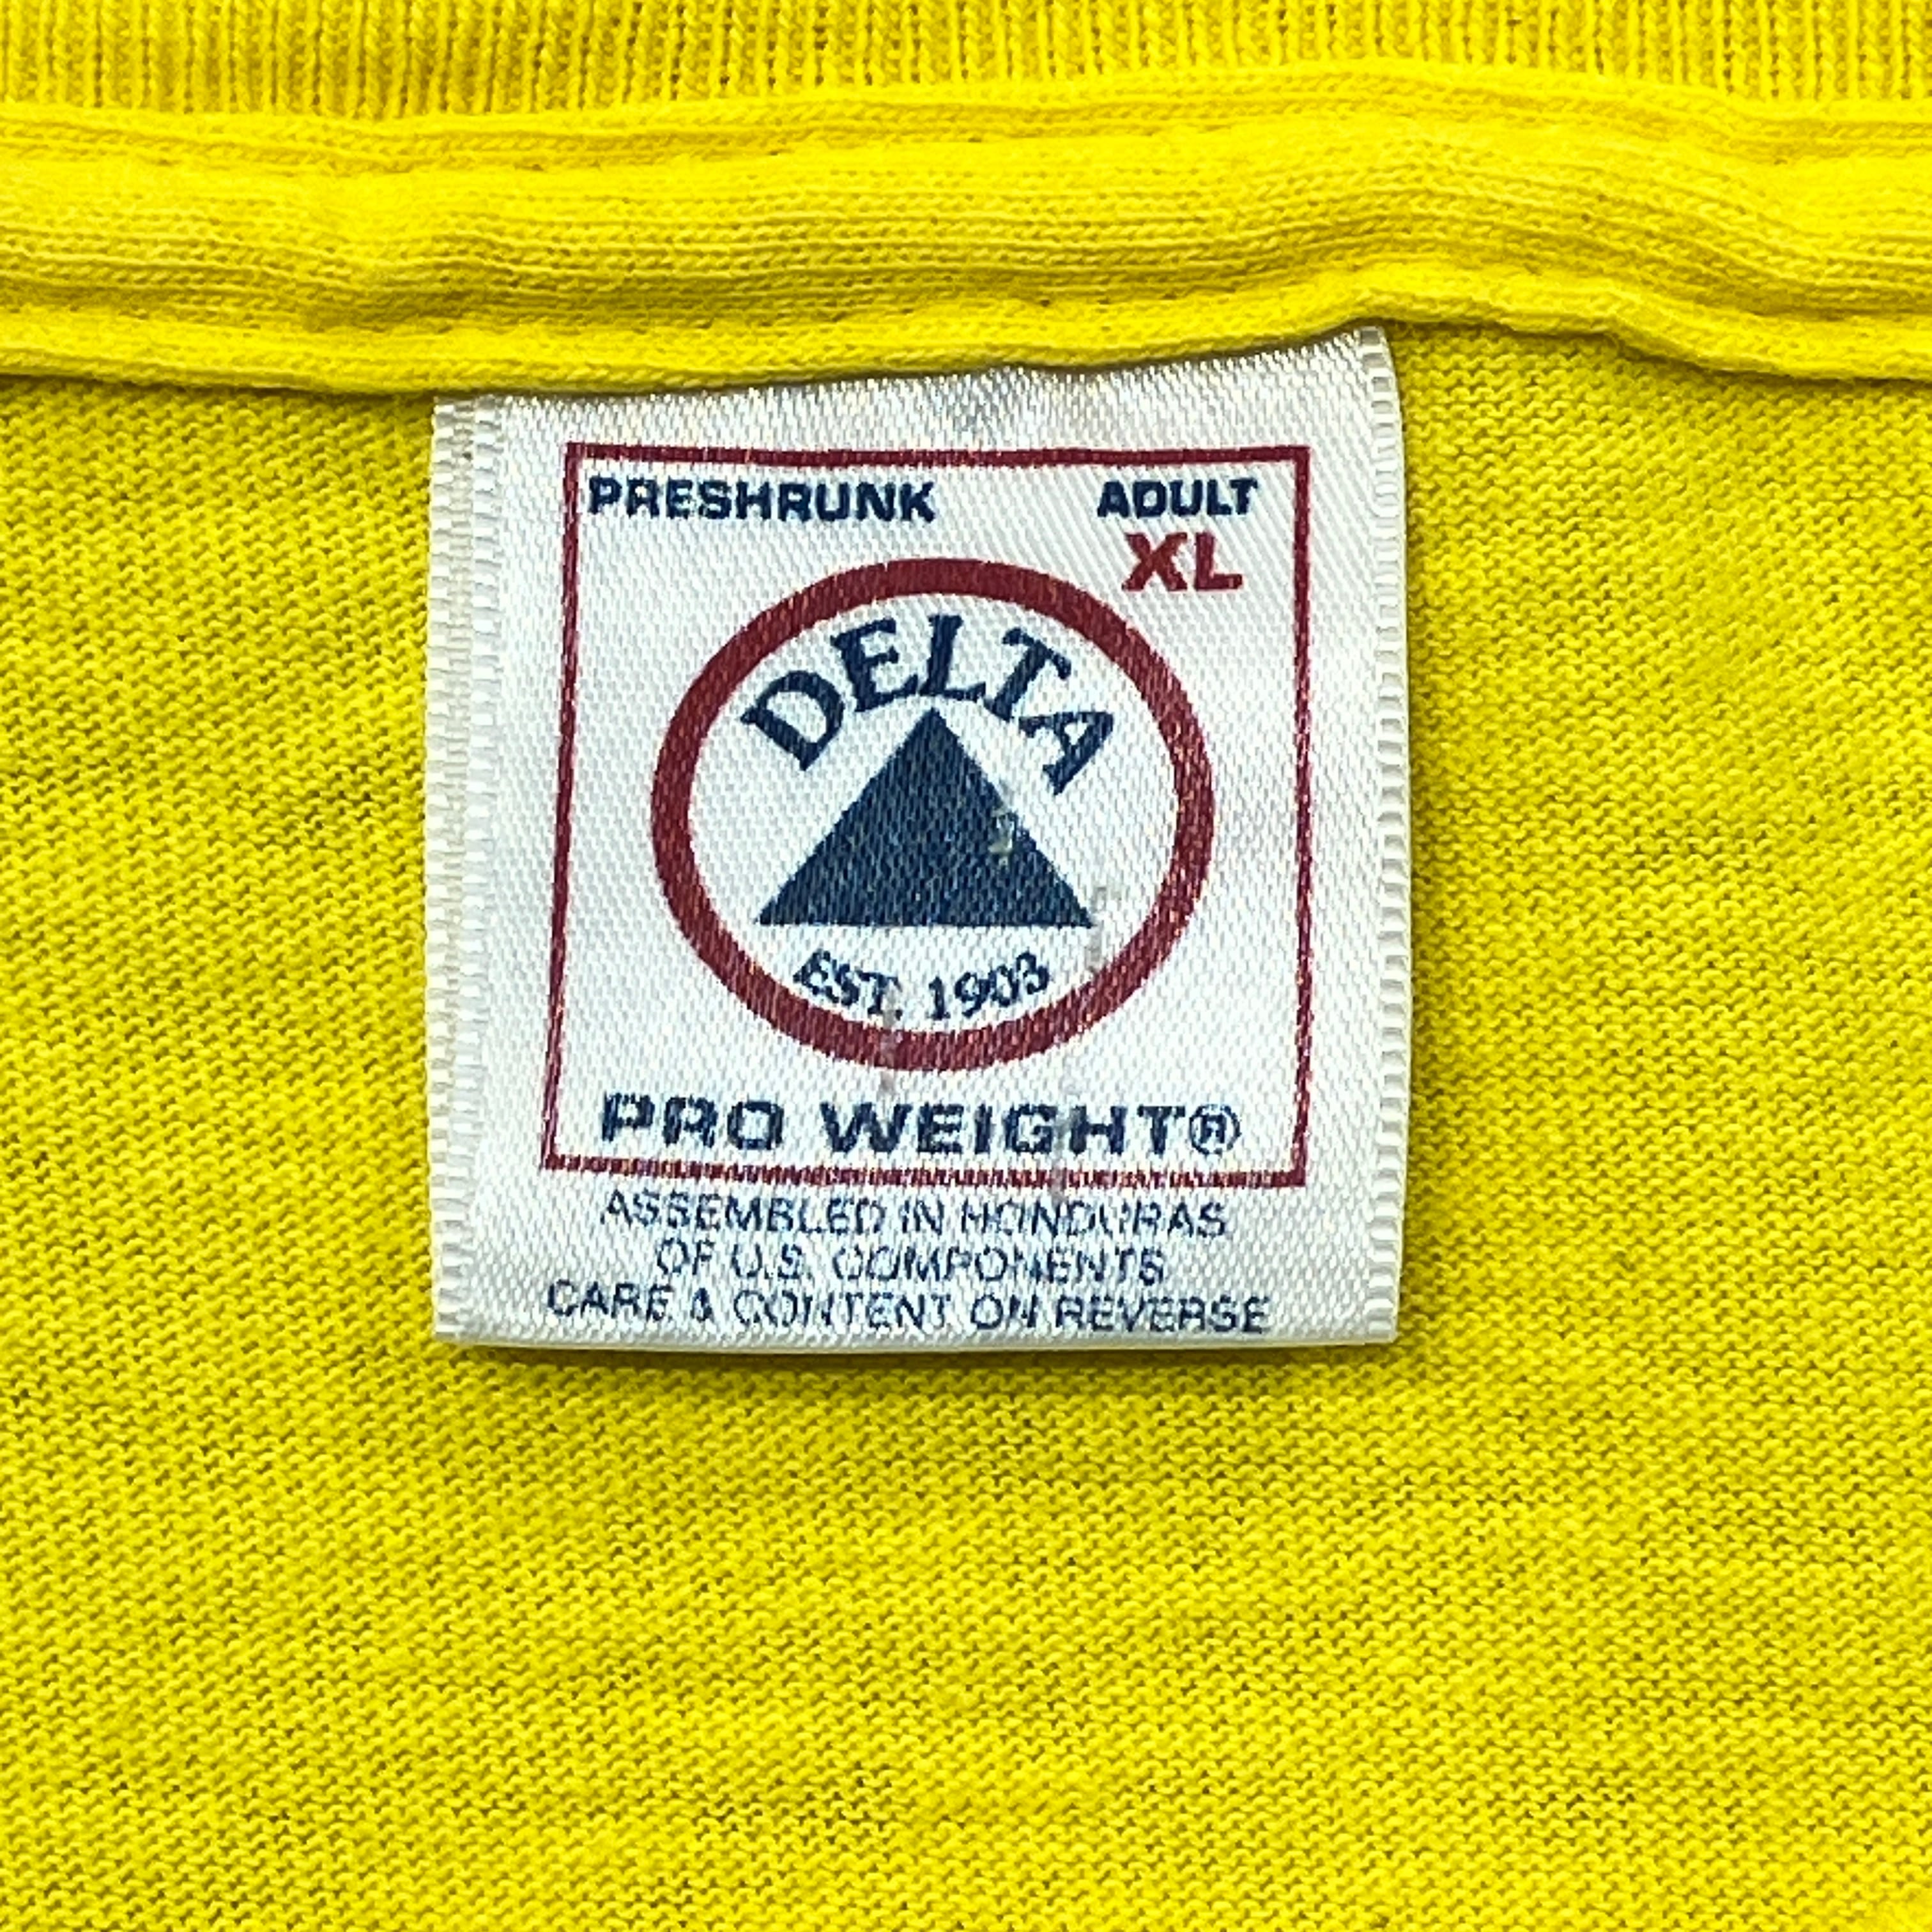 PRESHRUNK ADULT
XL
DELTA
EST. 1903
PRO WEIGHT®
ASSEMBLED IN HONDURAS
OF U.S. COMPONENTS
CARE & CONTENT ON REVERSE